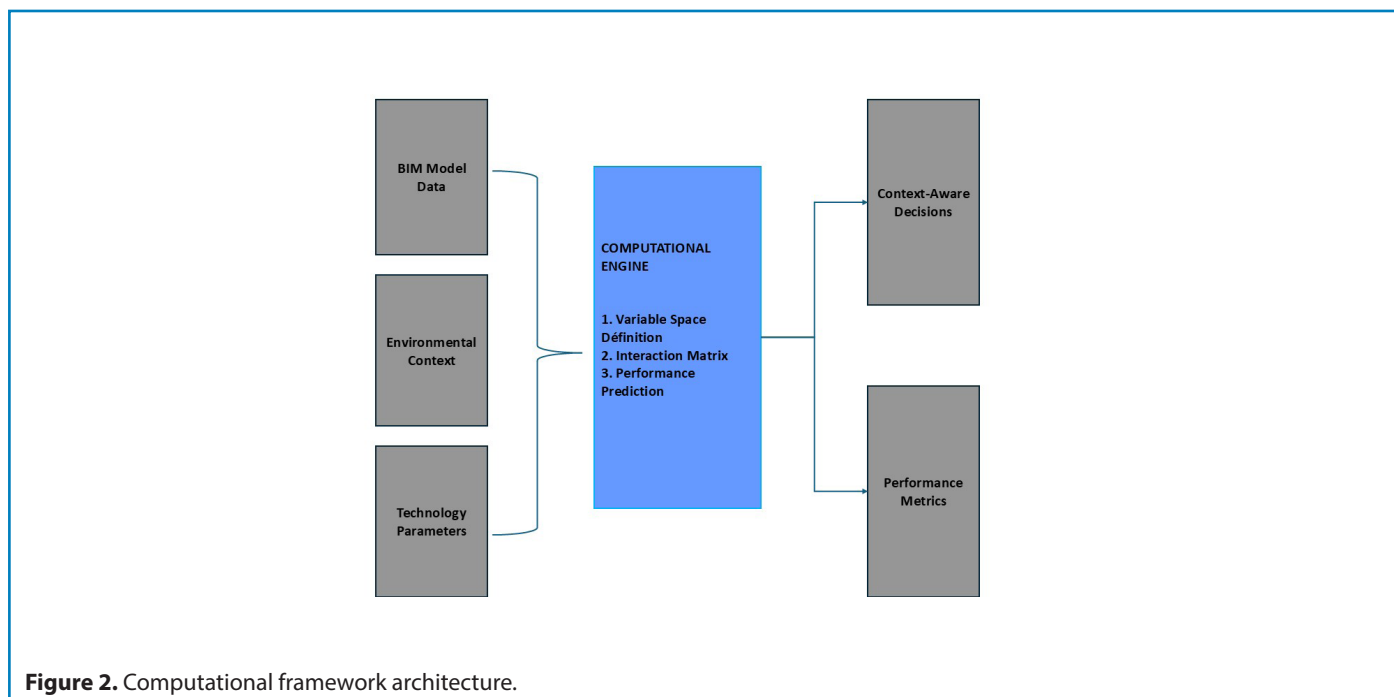 BIM Model
Data
Environmental
Context
Technology
Parameters
COMPUTATIONAL
ENGINE
1. Variable Space
Définition
2. Interaction Matrix
3. Performance
Prediction
Context-Aware
Decisions
Performance
Metrics
Figure 2. Computational framework architecture.